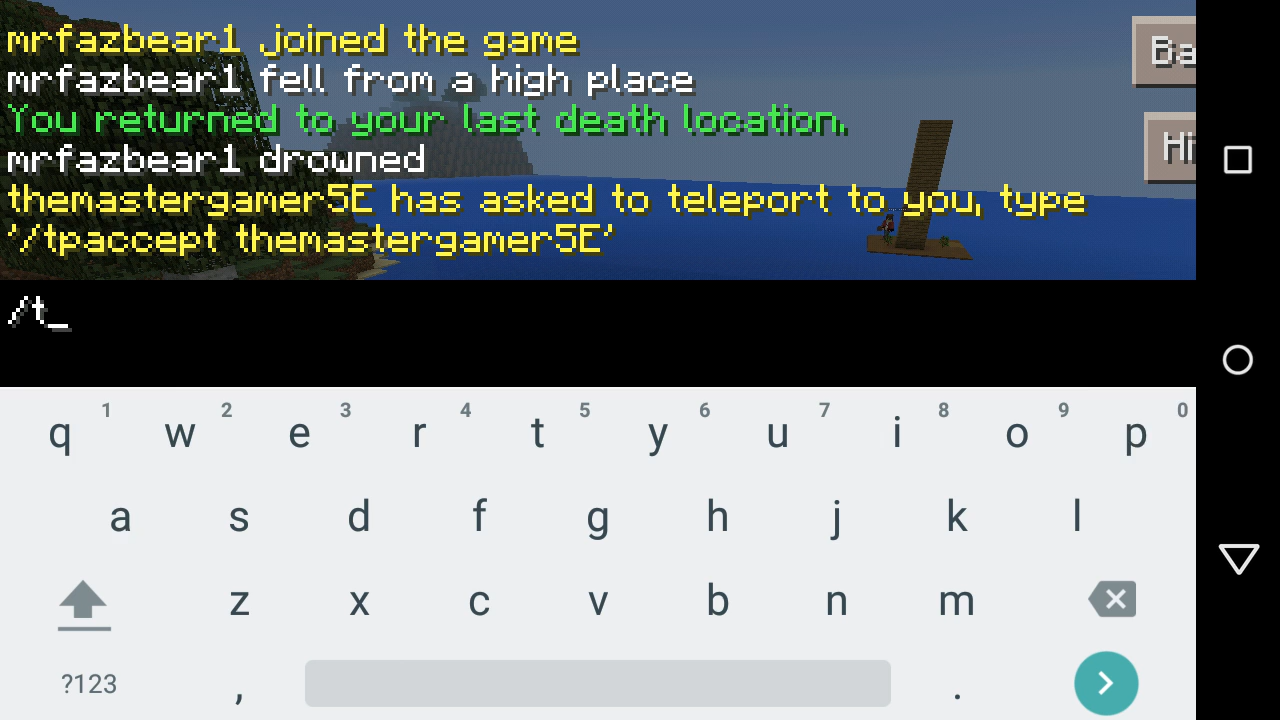 mrfazbear1 joined the game
mrfazbear1 fell from a high place
You returned to your last death location.
mrfazbear1 drowned
themastergamer5E has asked to teleport to you, type
'/tpaccept themastergamer5E'
Ba
Hi
/t_
1 2 3 4 5 6 7 8 9 0
q w e r t y u i o p
a s d f g h j k l
z x c v b n m
?123 , .